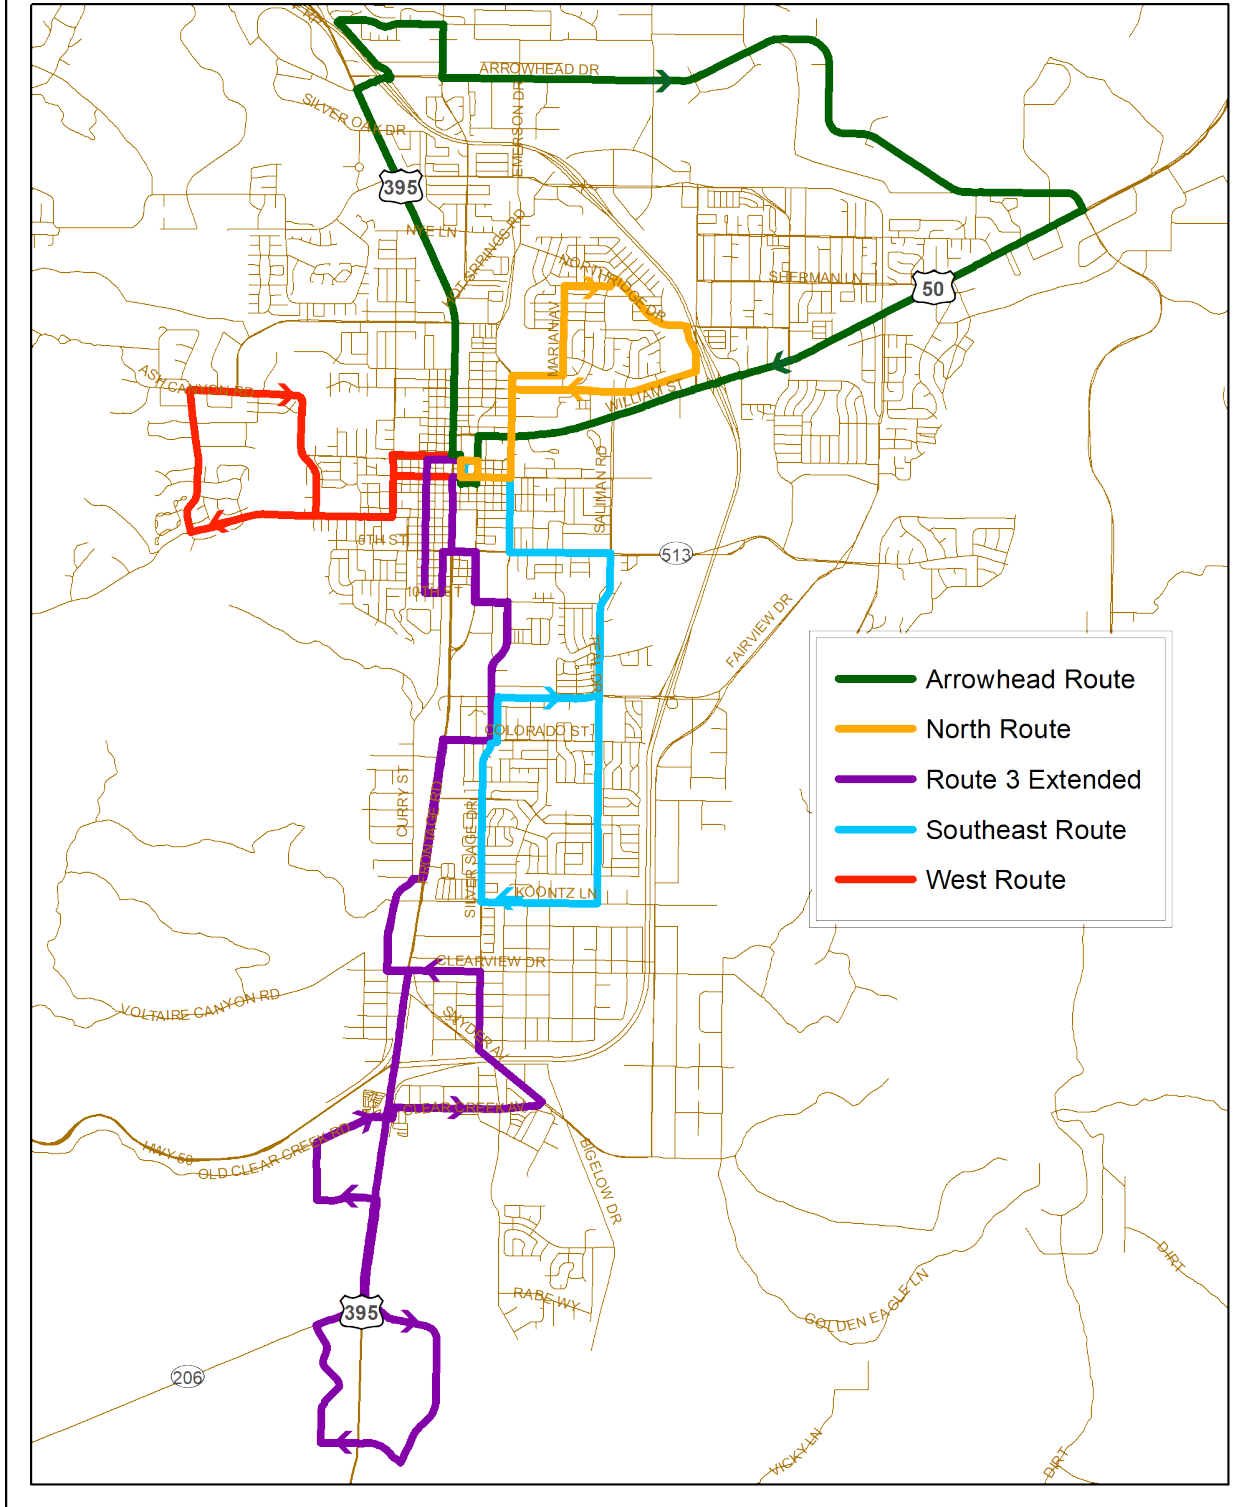 ARROWHEAD DR
SILVER OAK DR
EMERSON DR
395
NYE LN
HOT SPRINGS RD
NORTHRIDGE DR
SHERMAN LN
50
MARIAN AV
ASH CANYON RD
WILLIAM ST
SALIMAN RD
5TH ST
513
10TH ST
FAIRVIEW DR
Arrowhead Route
North Route
Route 3 Extended
Southeast Route
West Route
COLORADO ST
CURRY ST
FRONTAGE RD
SILVER SAGE DR
KOONTZ LN
CLEARVIEW DR
VOLTAIRE CANYON RD
SNYDER AV
CLEAR CREEK AV
HWY 50
OLD CLEAR CREEK RD
BIGELOW DR
DIRT
RABE WY
GOLDEN EAGLE LN
395
206
VICKY LN
DIRT